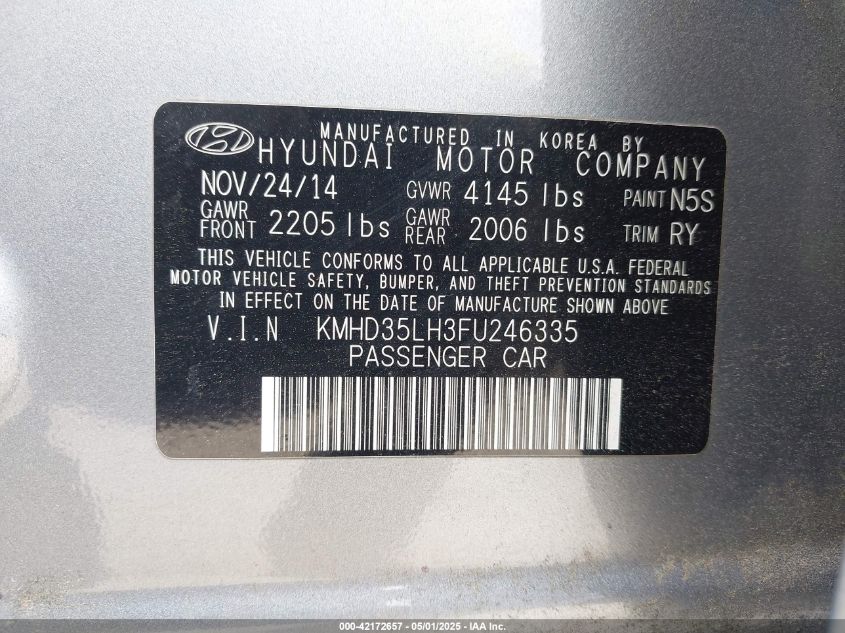 MANUFACTURED IN KOREA BY
HYUNDAI MOTOR COMPANY
NOV/24/14 GVWR 4145 lbs PAINT N5S
GAWR FRONT 2205 lbs GAWR REAR 2006 lbs TRIM RY
THIS VEHICLE CONFORMS TO ALL APPLICABLE U.S.A. FEDERAL
MOTOR VEHICLE SAFETY, BUMPER, AND THEFT PREVENTION STANDARDS
IN EFFECT ON THE DATE OF MANUFACTURE SHOWN ABOVE
V.I.N KMHD35LH3FU246335
PASSENGER CAR
000-42172657 - 05/01/2025 - IAA, Inc.